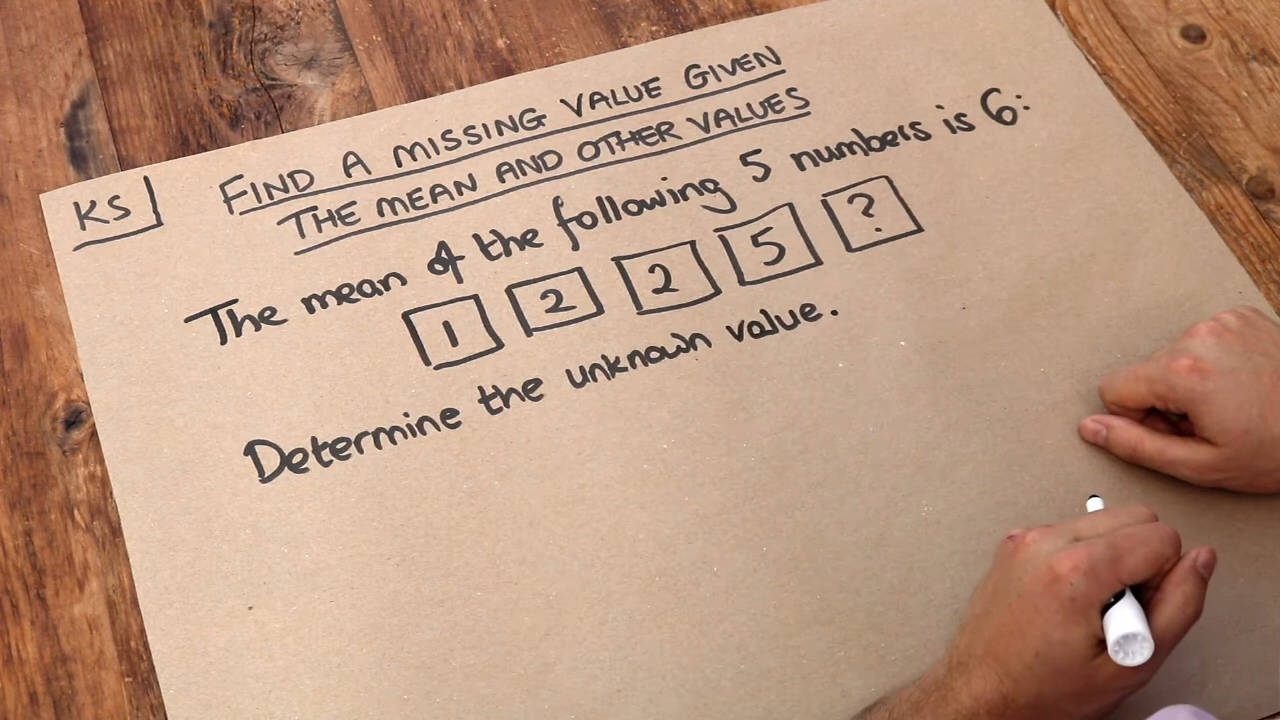 KS
FIND A MISSING VALUE GIVEN
THE MEAN AND OTHER VALUES
The mean of the following 5 numbers is 6:
1 2 2 5 ?
Determine the unknown value.